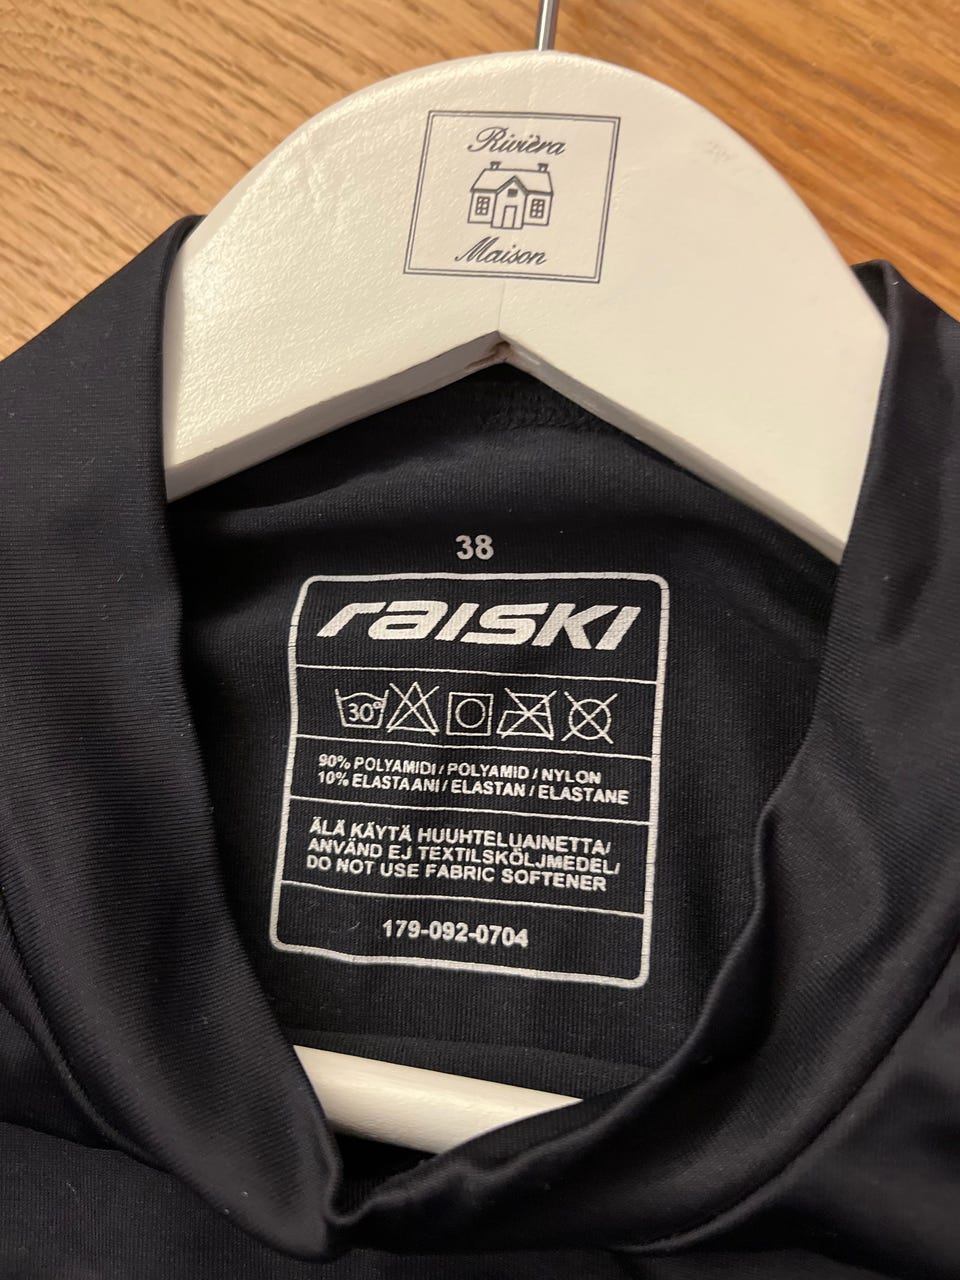 Rivièra
Maison
38
raiSKI
30°
90% POLYAMIDI / POLYAMID / NYLON
10% ELASTAANI / ELASTAN / ELASTANE
ÄLÄ KÄYTÄ HUUHTELUAINETTA/
ANVÄND EJ TEXTILSKÖLJMEDEL/
DO NOT USE FABRIC SOFTENER
179-092-0704